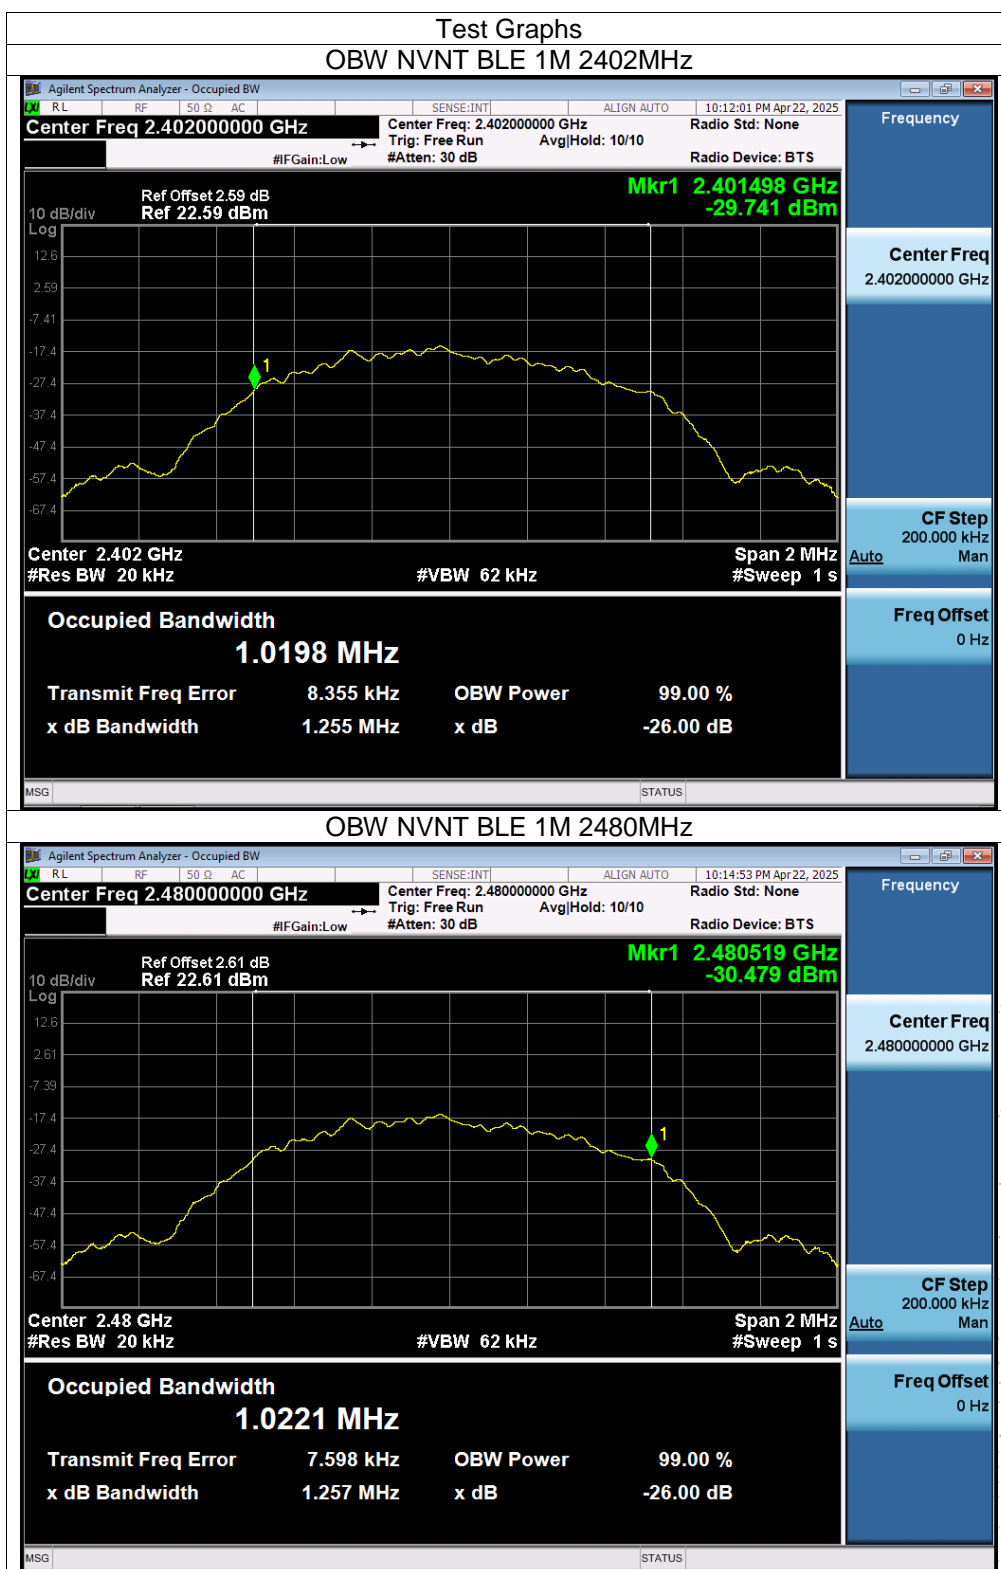 Test Graphs
OBW NVNT BLE 1M 2402MHz
Agilent Spectrum Analyzer - Occupied BW
LXI RL RF 50 Ω AC SENSE:INT ALIGN AUTO 10:12:01 PM Apr 22, 2025
Center Freq 2.402000000 GHz Center Freq: 2.402000000 GHz Radio Std: None Frequency
Trig: Free Run Avg|Hold: 10/10
#IFGain:Low #Atten: 30 dB Radio Device: BTS
Mkr1 2.401498 GHz
-29.741 dBm
Ref Offset 2.59 dB
10 dB/div Ref 22.59 dBm
Log
12.6
2.59
-7.41
-17.4
-27.4
-37.4
-47.4
-57.4
-67.4
1
Center Freq
2.402000000 GHz
Center 2.402 GHz Span 2 MHz
#Res BW 20 kHz #VBW 62 kHz #Sweep 1 s
CF Step
200.000 kHz
Auto Man
Occupied Bandwidth
1.0198 MHz
Freq Offset
0 Hz
Transmit Freq Error 8.355 kHz OBW Power 99.00 %
x dB Bandwidth 1.255 MHz x dB -26.00 dB
MSG STATUS
OBW NVNT BLE 1M 2480MHz
Agilent Spectrum Analyzer - Occupied BW
LXI RL RF 50 Ω AC SENSE:INT ALIGN AUTO 10:14:53 PM Apr 22, 2025
Center Freq 2.480000000 GHz Center Freq: 2.480000000 GHz Radio Std: None Frequency
Trig: Free Run Avg|Hold: 10/10
#IFGain:Low #Atten: 30 dB Radio Device: BTS
Mkr1 2.480519 GHz
-30.479 dBm
Ref Offset 2.61 dB
10 dB/div Ref 22.61 dBm
Log
12.6
2.61
-7.39
-17.4
-27.4
-37.4
-47.4
-57.4
-67.4
1
Center Freq
2.480000000 GHz
Center 2.48 GHz Span 2 MHz
#Res BW 20 kHz #VBW 62 kHz #Sweep 1 s
CF Step
200.000 kHz
Auto Man
Occupied Bandwidth
1.0221 MHz
Freq Offset
0 Hz
Transmit Freq Error 7.598 kHz OBW Power 99.00 %
x dB Bandwidth 1.257 MHz x dB -26.00 dB
MSG STATUS